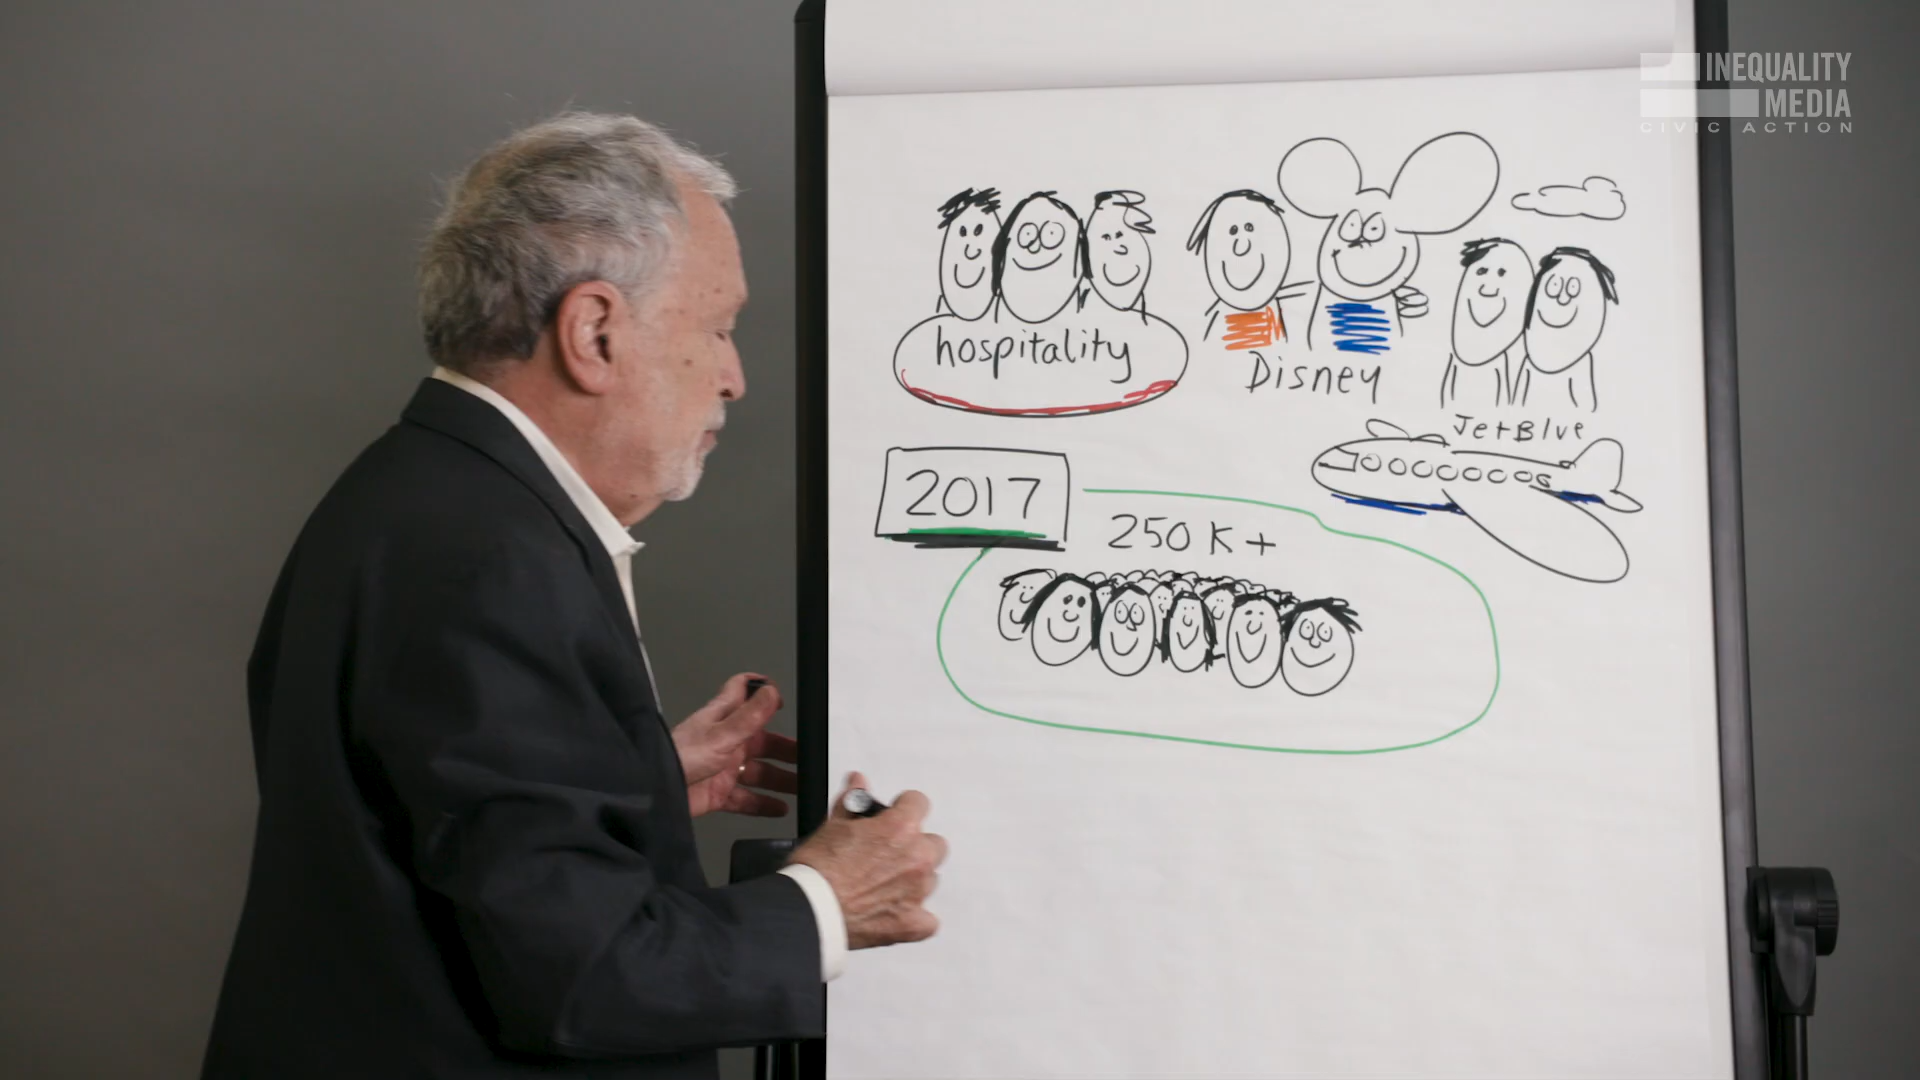 INEQUALITY
MEDIA
CIVIC ACTION
hospitality
Disney
JetBlue
2017
250 K+